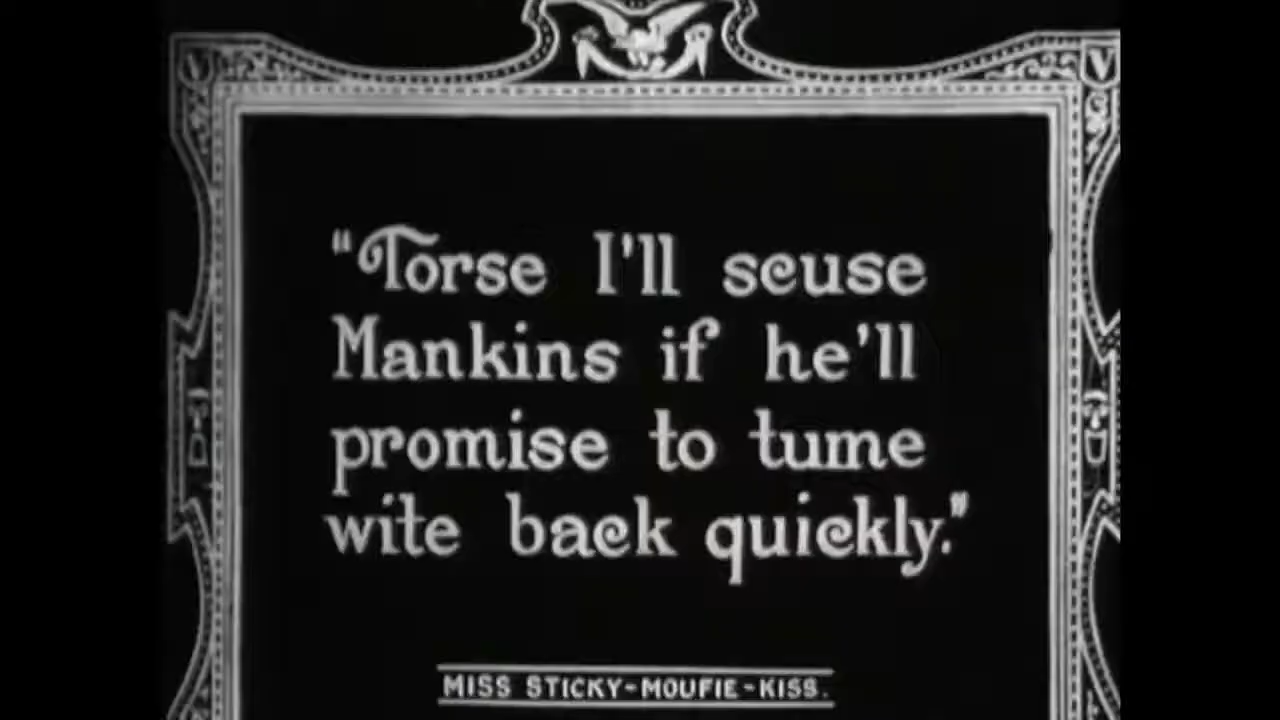 "Torse I'll scuse
Mankins if he'll
promise to tume
wite back quickly."
MISS STICKY-MOUFIE-KISS.